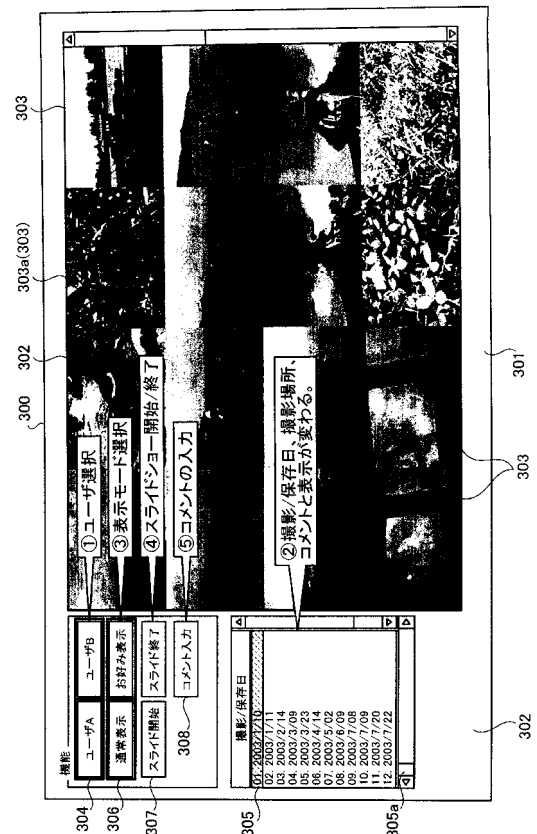 300
302
303a(303)
303
機能
304
ユーザA
ユーザB
①ユーザ選択
306
通常表示
お好み表示
③表示モード選択
307
スライド開始
スライド終了
④スライドショー開始/終了
308
コメント入力
⑤コメントの入力
305
撮影/保存日
01. 2003/1/10
02. 2003/1/11
03. 2003/2/14
04. 2003/3/09
05. 2003/3/23
06. 2003/4/14
07. 2003/5/02
08. 2003/6/09
09. 2003/7/08
10. 2003/7/09
11. 2003/7/20
12. 2003/7/22
②撮影/保存日、撮影場所、
コメントと表示が変わる。
305a
302
303
301